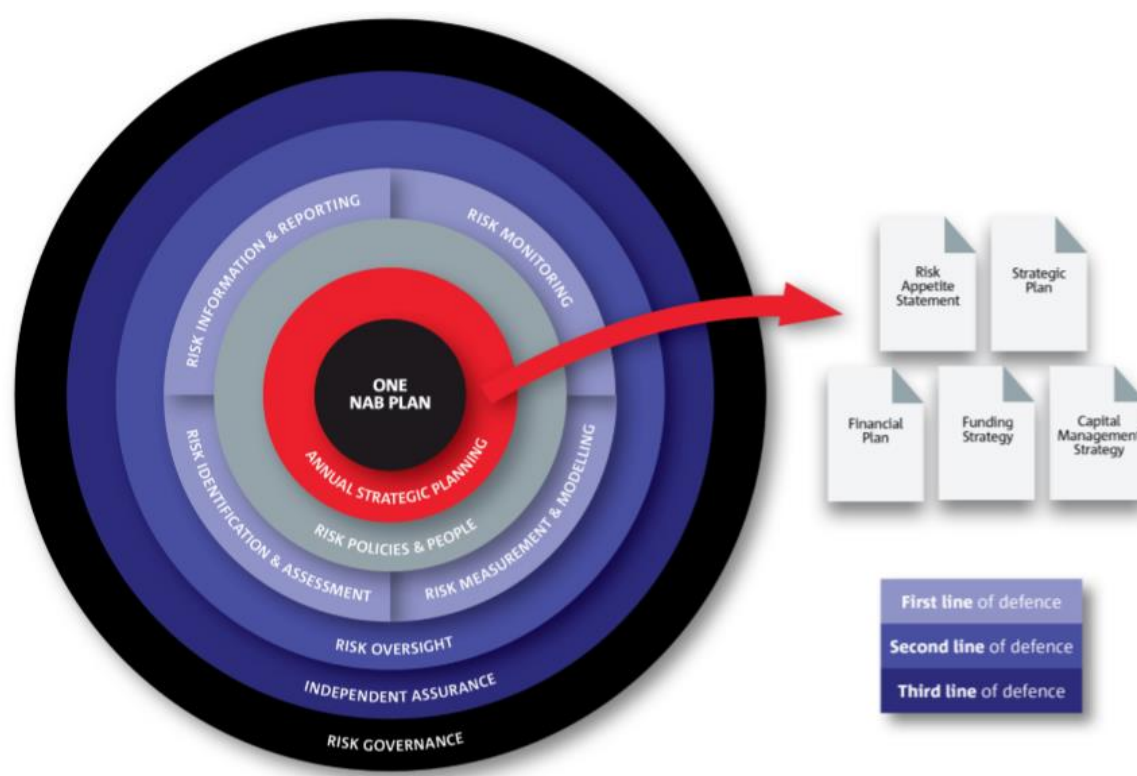 RISK INFORMATION & REPORTING
RISK MONITORING
ONE
NAB PLAN
ANNUAL STRATEGIC PLANNING
RISK POLICIES & PEOPLE
RISK IDENTIFICATION & ASSESSMENT
RISK MEASUREMENT & MODELLING
RISK OVERSIGHT
INDEPENDENT ASSURANCE
RISK GOVERNANCE
Risk
Appetite
Statement
Strategic
Plan
Financial
Plan
Funding
Strategy
Capital
Management
Strategy
First line of defence
Second line of defence
Third line of defence